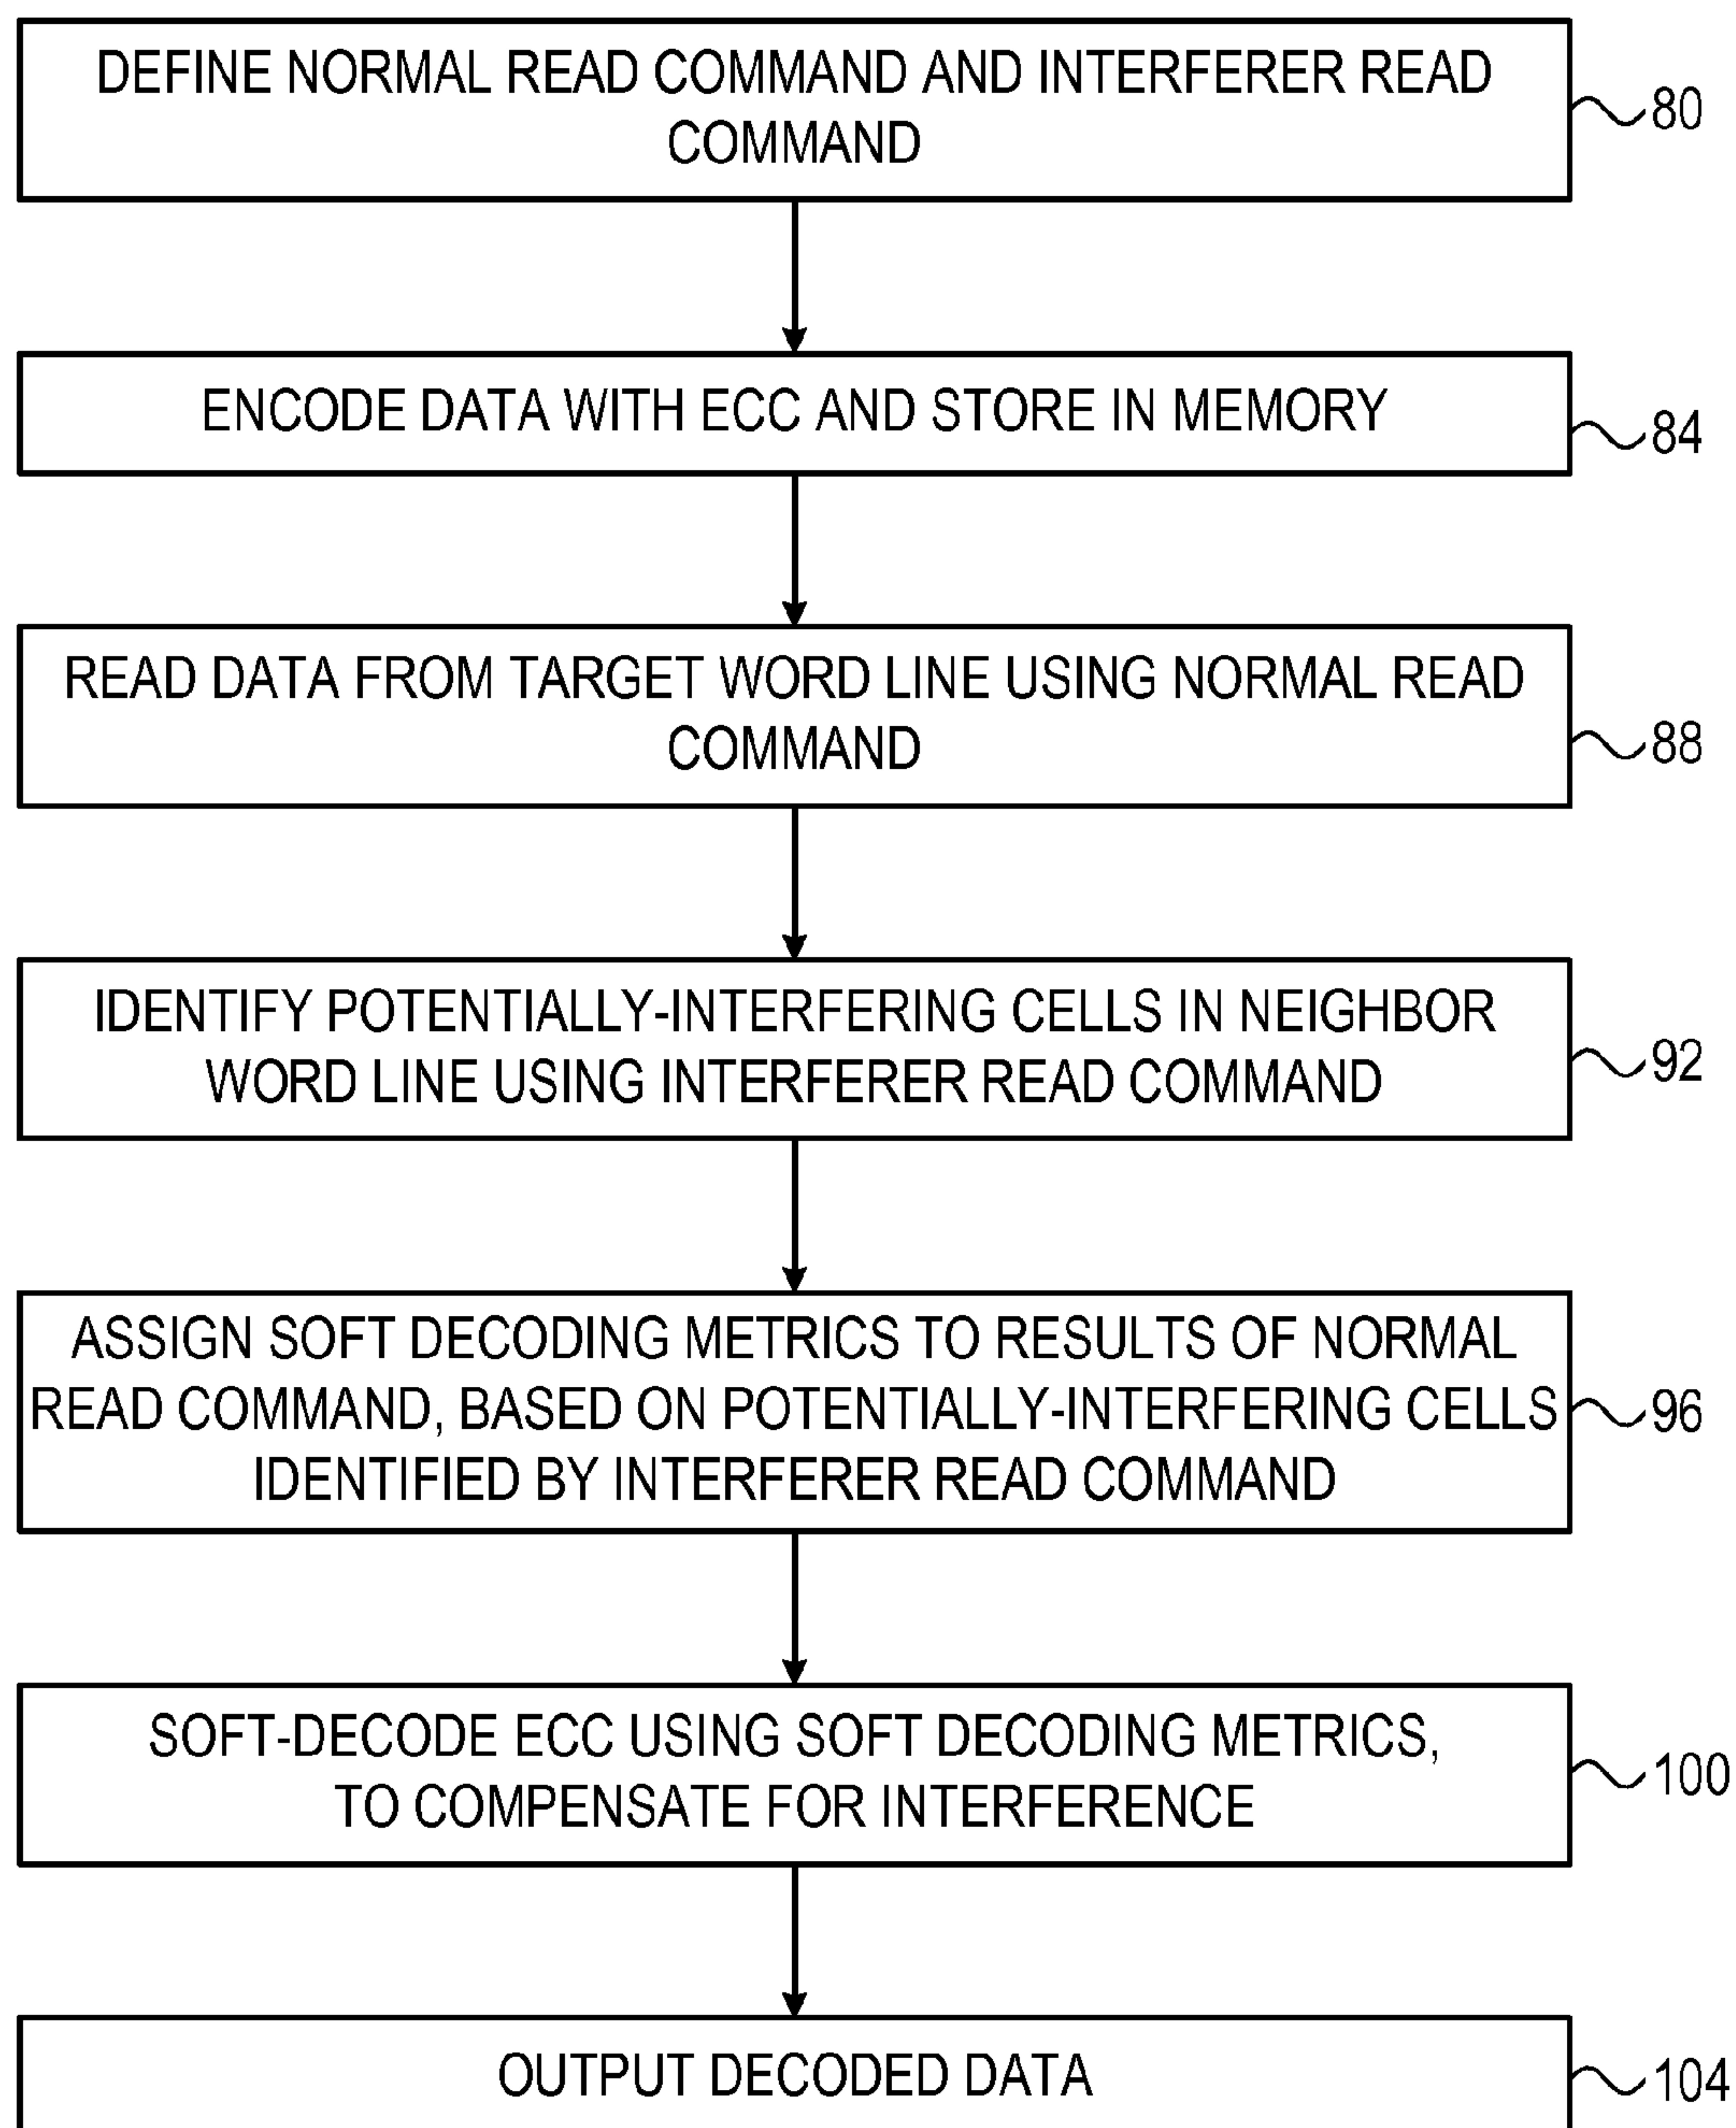 DEFINE NORMAL READ COMMAND AND INTERFERER READ
COMMAND
80
ENCODE DATA WITH ECC AND STORE IN MEMORY
84
READ DATA FROM TARGET WORD LINE USING NORMAL READ
COMMAND
88
IDENTIFY POTENTIALLY-INTERFERING CELLS IN NEIGHBOR
WORD LINE USING INTERFERER READ COMMAND
92
ASSIGN SOFT DECODING METRICS TO RESULTS OF NORMAL
READ COMMAND, BASED ON POTENTIALLY-INTERFERING CELLS
IDENTIFIED BY INTERFERER READ COMMAND
96
SOFT-DECODE ECC USING SOFT DECODING METRICS,
TO COMPENSATE FOR INTERFERENCE
100
OUTPUT DECODED DATA
104